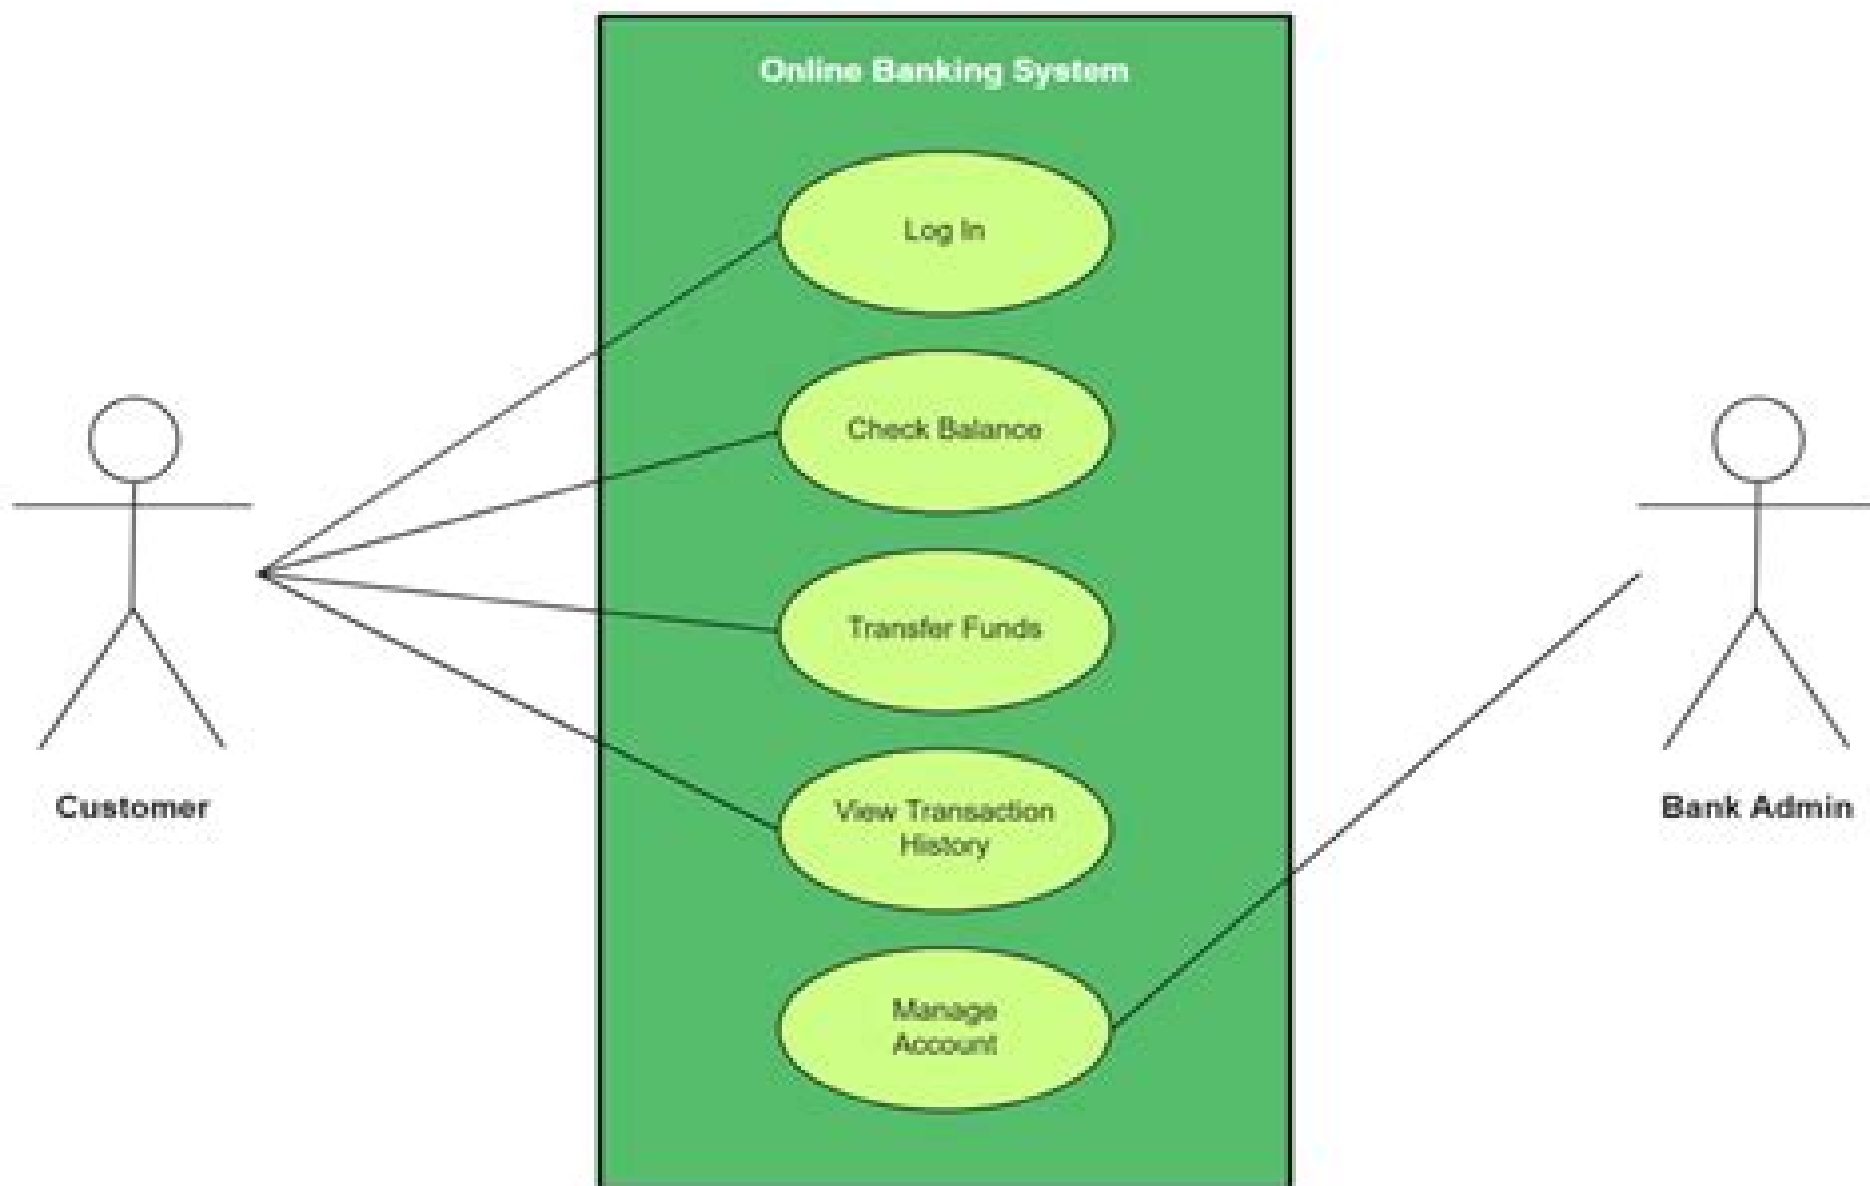 Online Banking System
Log In
Check Balance
Transfer Funds
View Transaction
History
Manage
Account
Customer
Bank Admin